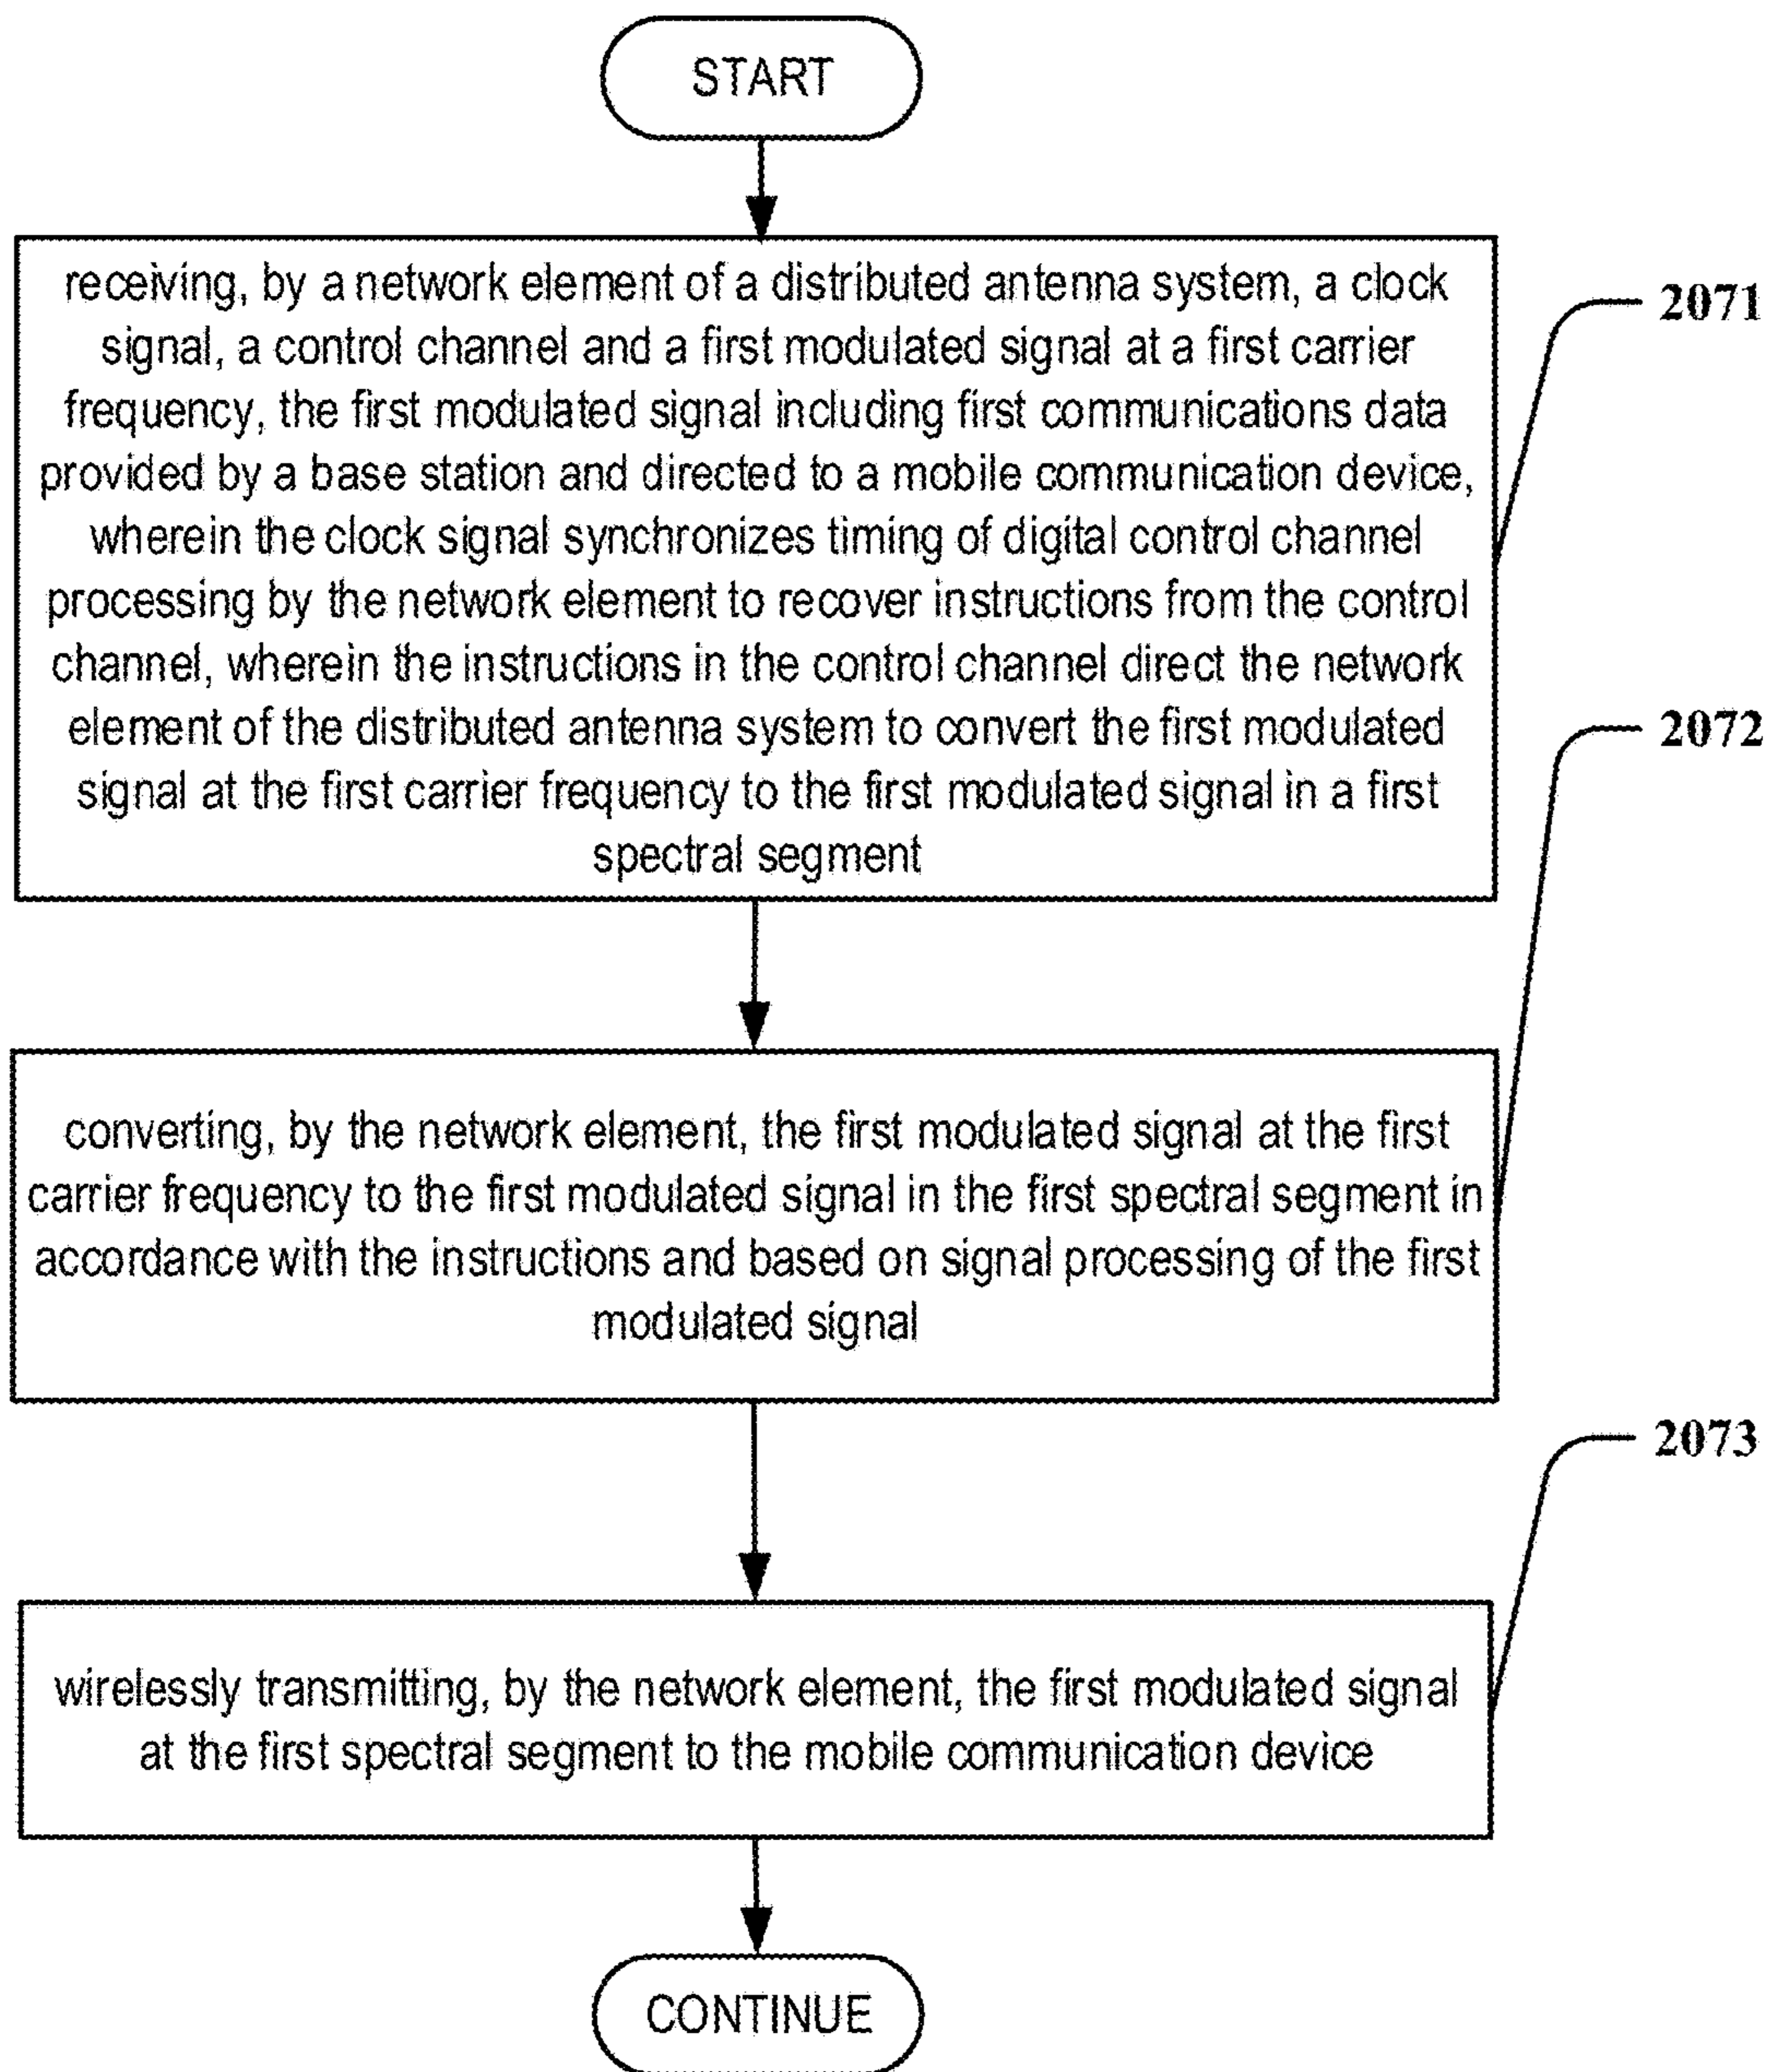 START
receiving, by a network element of a distributed antenna system, a clock
signal, a control channel and a first modulated signal at a first carrier
frequency, the first modulated signal including first communications data
provided by a base station and directed to a mobile communication device,
wherein the clock signal synchronizes timing of digital control channel
processing by the network element to recover instructions from the control
channel, wherein the instructions in the control channel direct the network
element of the distributed antenna system to convert the first modulated
signal at the first carrier frequency to the first modulated signal in a first
spectral segment
2071
converting, by the network element, the first modulated signal at the first
carrier frequency to the first modulated signal in the first spectral segment in
accordance with the instructions and based on signal processing of the first
modulated signal
2072
wirelessly transmitting, by the network element, the first modulated signal
at the first spectral segment to the mobile communication device
2073
CONTINUE